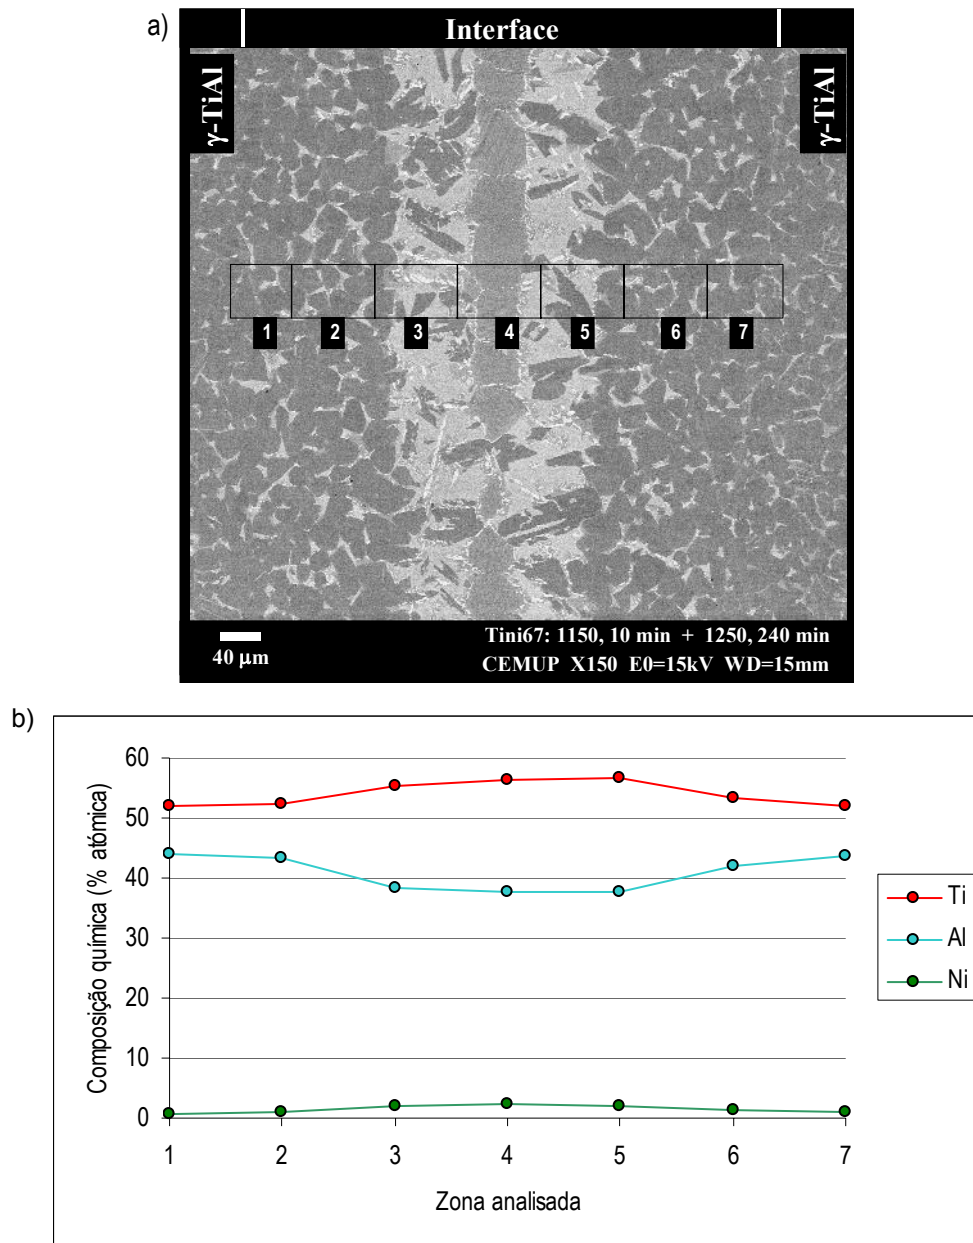 a)
Interface
γ-TiAl
γ-TiAl
1 2 3 4 5 6 7
40 µm
Tini67: 1150, 10 min + 1250, 240 min
CEMUP X150 E0=15kV WD=15mm
b)
Composição química (% atómica)
60
50
40
30
20
10
0
1 2 3 4 5 6 7
Zona analisada
Ti
Al
Ni